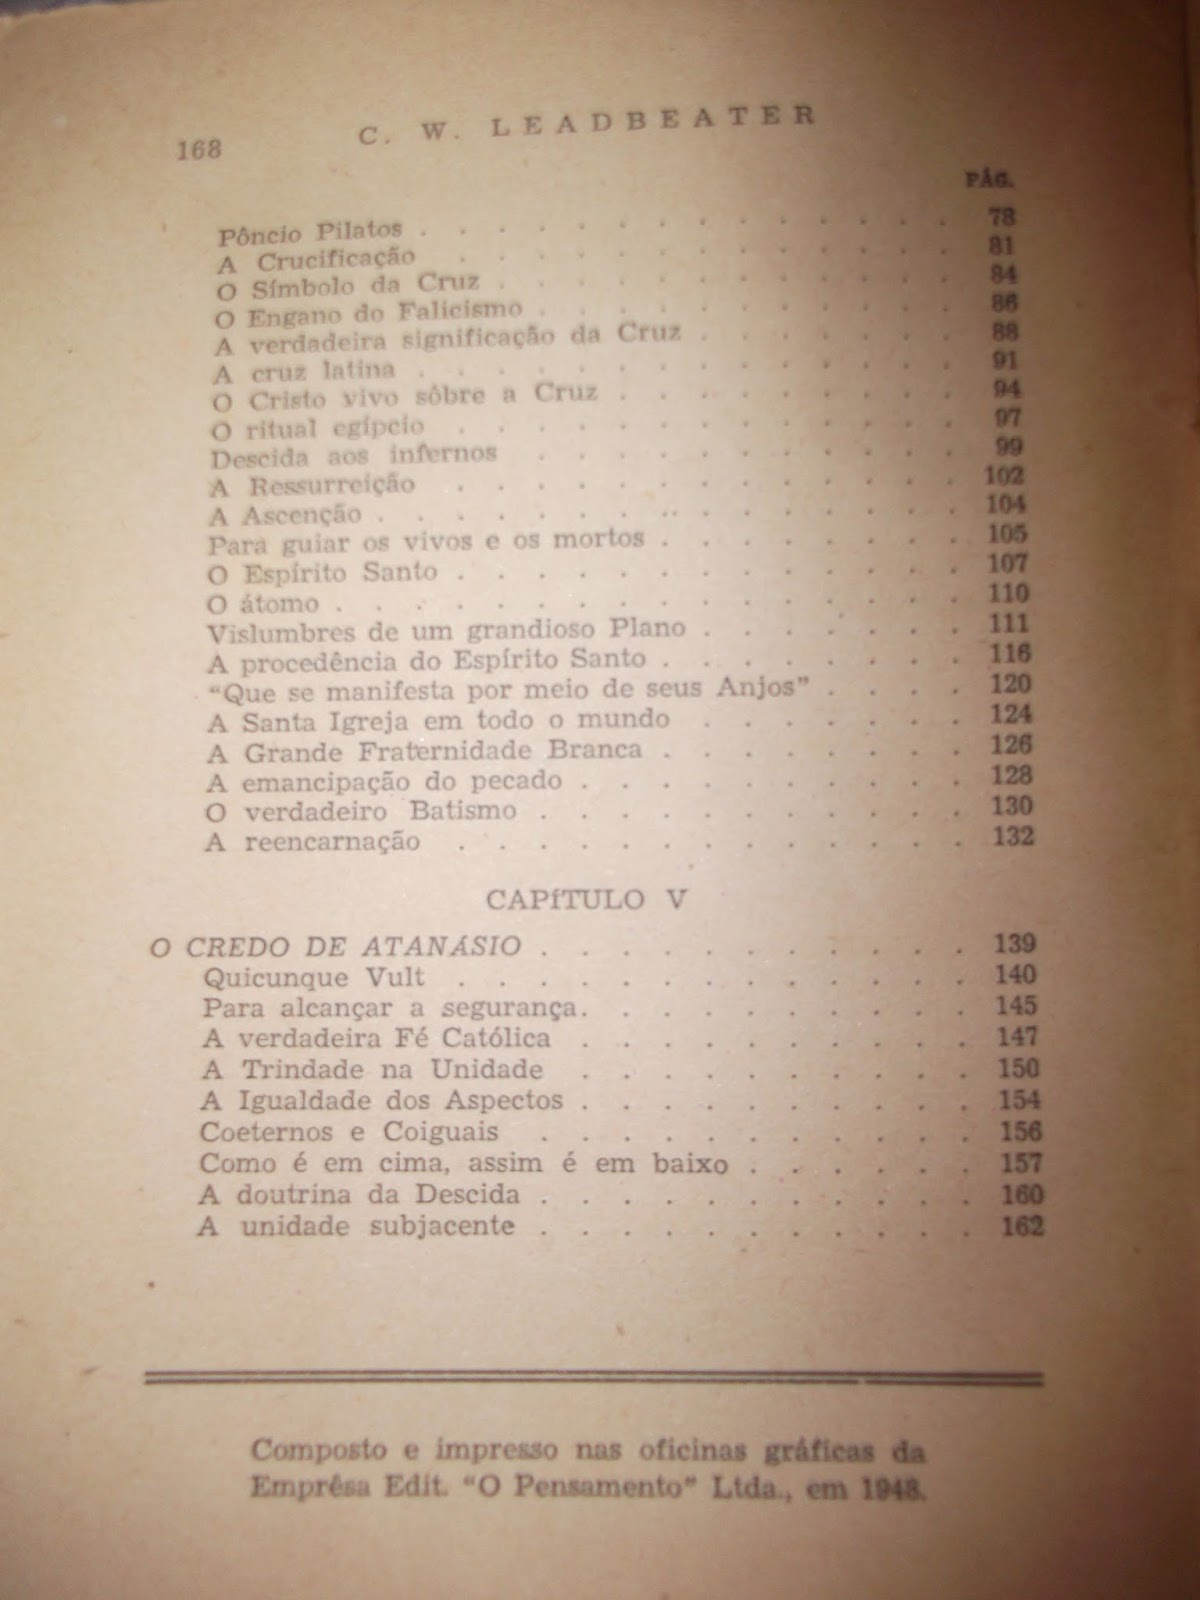 168 C. W. LEADBEATER
PÁG.
Pôncio Pilatos . . . . . . . . . . . . . . 78
A Crucificação . . . . . . . . . . . . . 81
O Símbolo da Cruz . . . . . . . . . . . . 84
O Engano do Falicismo . . . . . . . . . . . 86
A verdadeira significação da Cruz . . . . . . . 88
A cruz latina . . . . . . . . . . . . . . 91
O Cristo vivo sôbre a Cruz . . . . . . . . . 94
O ritual egípcio . . . . . . . . . . . . . 97
Descida aos infernos . . . . . . . . . . . 99
A Ressurreição . . . . . . . . . . . . . 102
A Ascenção . . . . . . . . . . . . . . . 104
Para guiar os vivos e os mortos . . . . . . . . 105
O Espírito Santo . . . . . . . . . . . . . 107
O átomo . . . . . . . . . . . . . . . . 110
Vislumbres de um grandioso Plano . . . . . . . 111
A procedência do Espírito Santo . . . . . . . . 116
“Que se manifesta por meio de seus Anjos” . . . . 120
A Santa Igreja em todo o mundo . . . . . . . 124
A Grande Fraternidade Branca . . . . . . . . 126
A emancipação do pecado . . . . . . . . . . 128
O verdadeiro Batismo . . . . . . . . . . . 130
A reencarnação . . . . . . . . . . . . . 132
CAPÍTULO V
O CREDO DE ATANÁSIO . . . . . . . . . . . 139
Quicunque Vult . . . . . . . . . . . . . 140
Para alcançar a segurança. . . . . . . . . . 145
A verdadeira Fé Católica . . . . . . . . . . 147
A Trindade na Unidade . . . . . . . . . . 150
A Igualdade dos Aspectos . . . . . . . . . . 154
Coeternos e Coiguais . . . . . . . . . . . 156
Como é em cima, assim é em baixo . . . . . . 157
A doutrina da Descida . . . . . . . . . . . 160
A unidade subjacente . . . . . . . . . . . 162
Composto e impresso nas oficinas gráficas da
Emprêsa Edit. “O Pensamento” Ltda., em 1948.